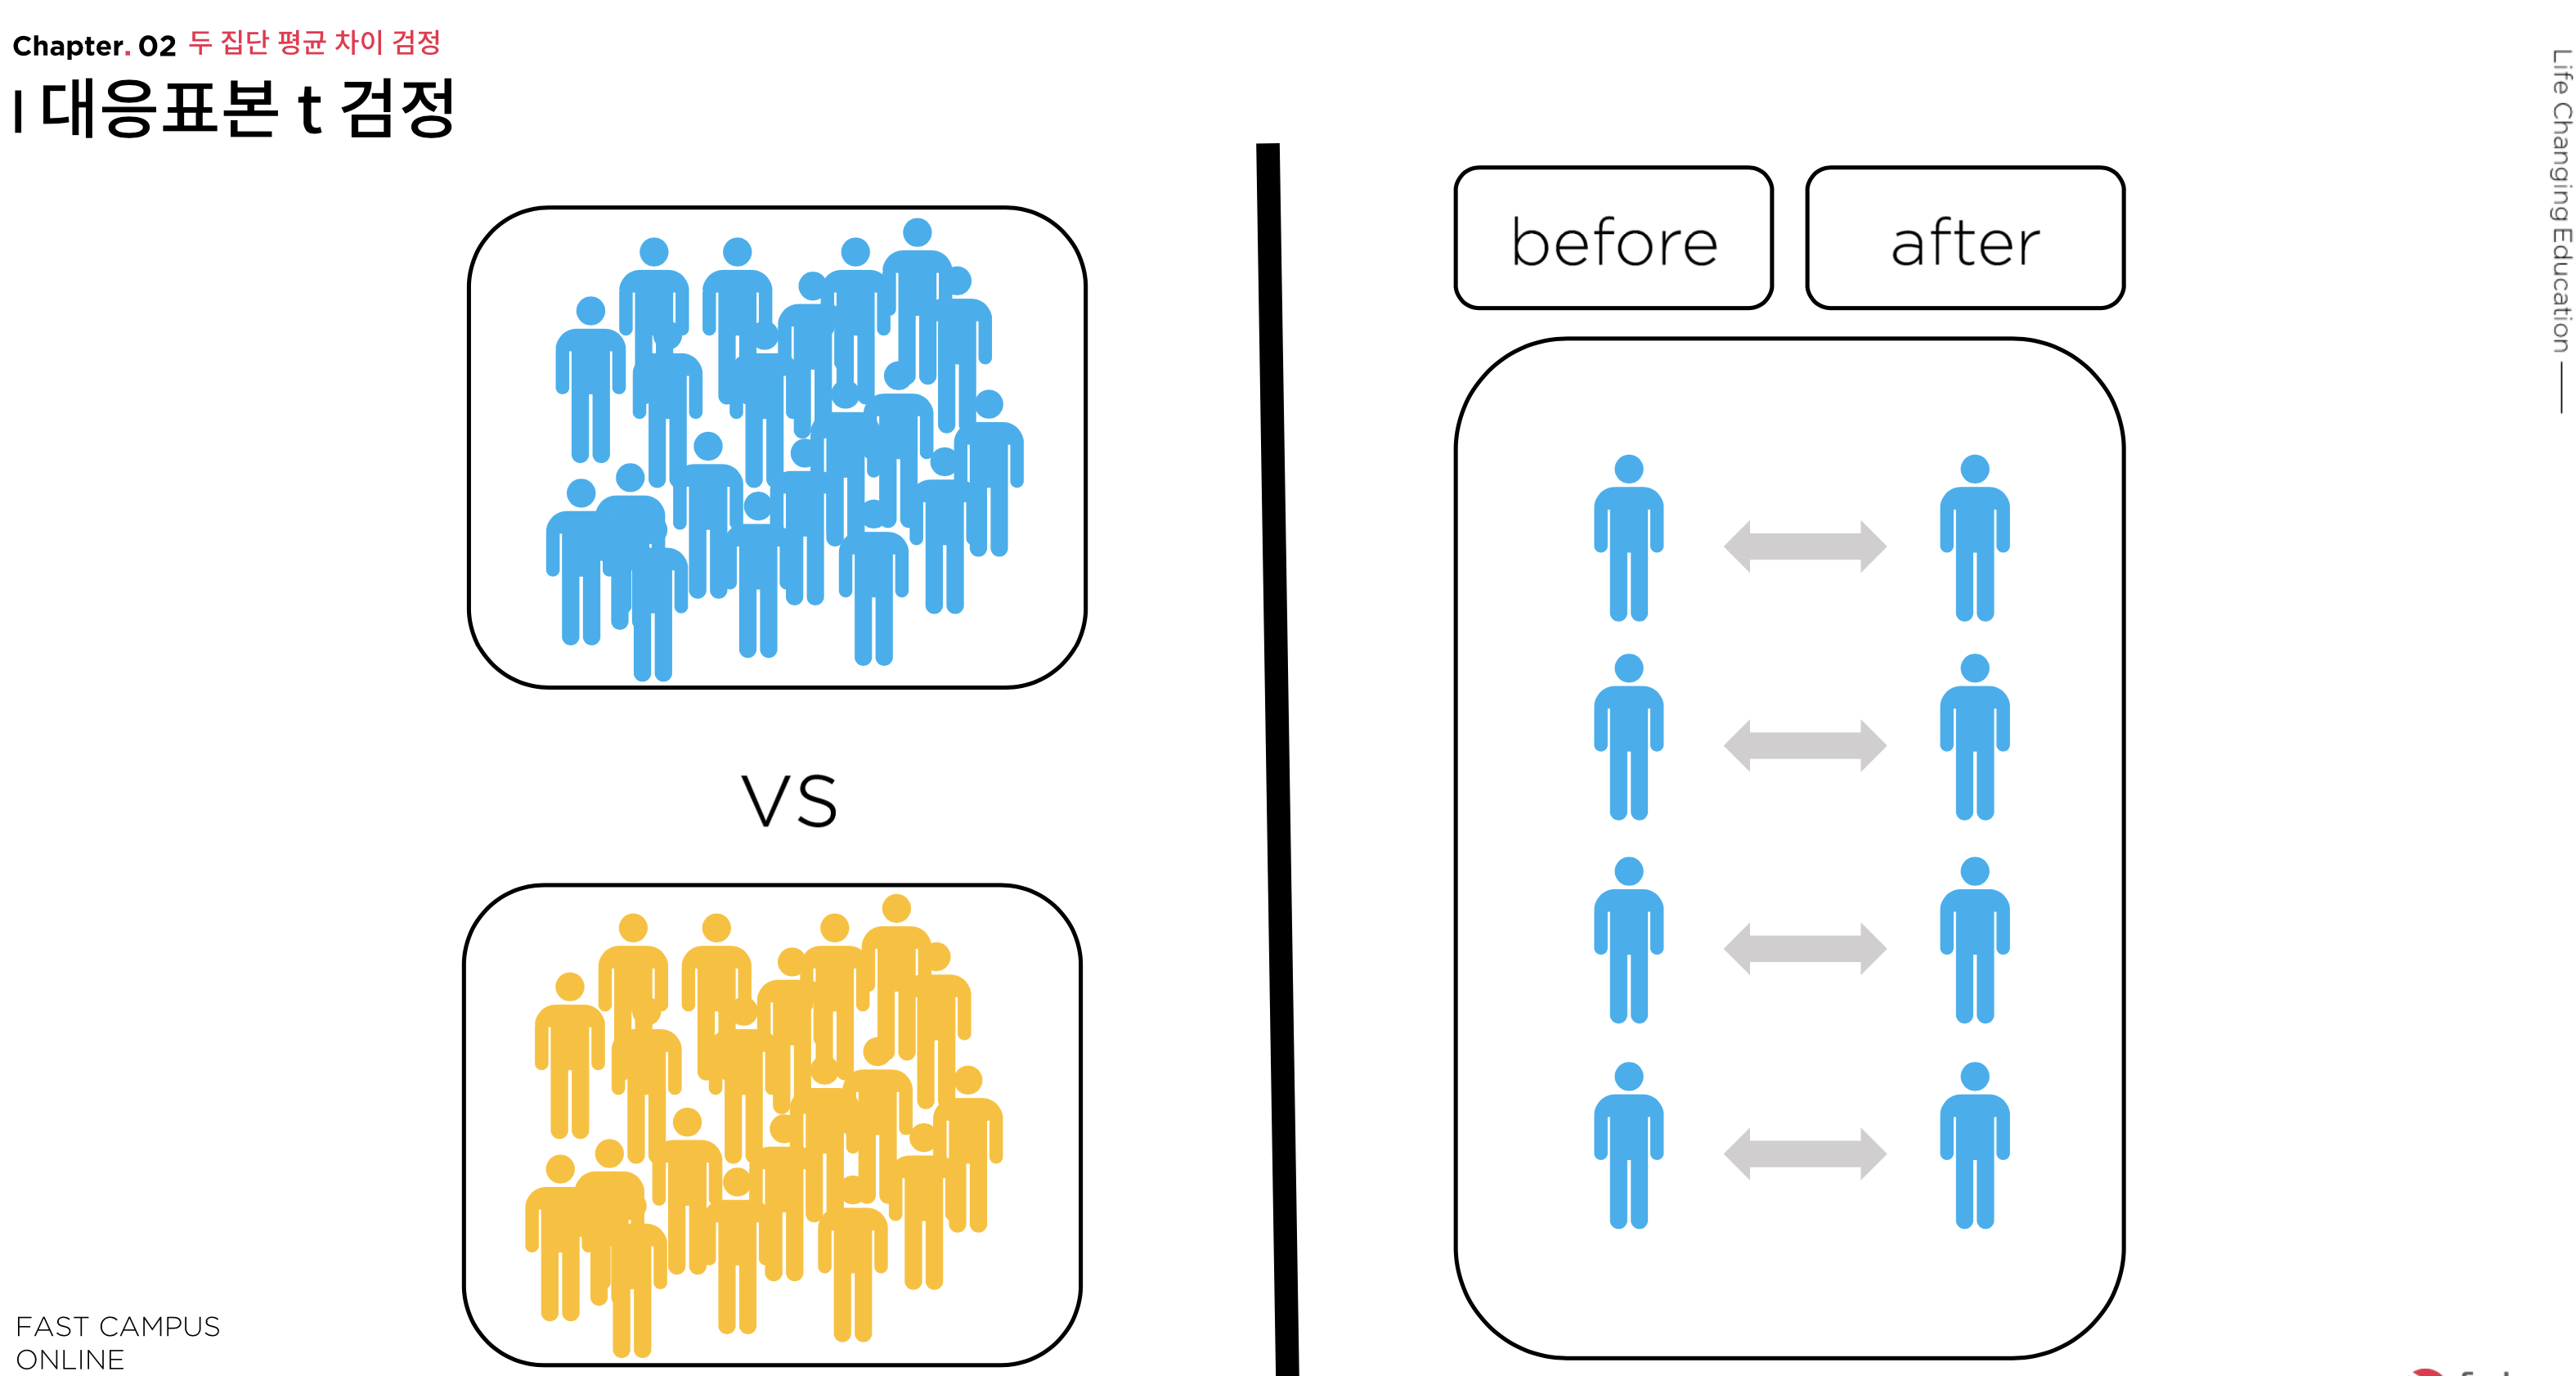 Chapter. 02 두 집단 평균 차이 검정
I 대응표본 t 검정
before
after
VS
Life Changing Education
FAST CAMPUS
ONLINE